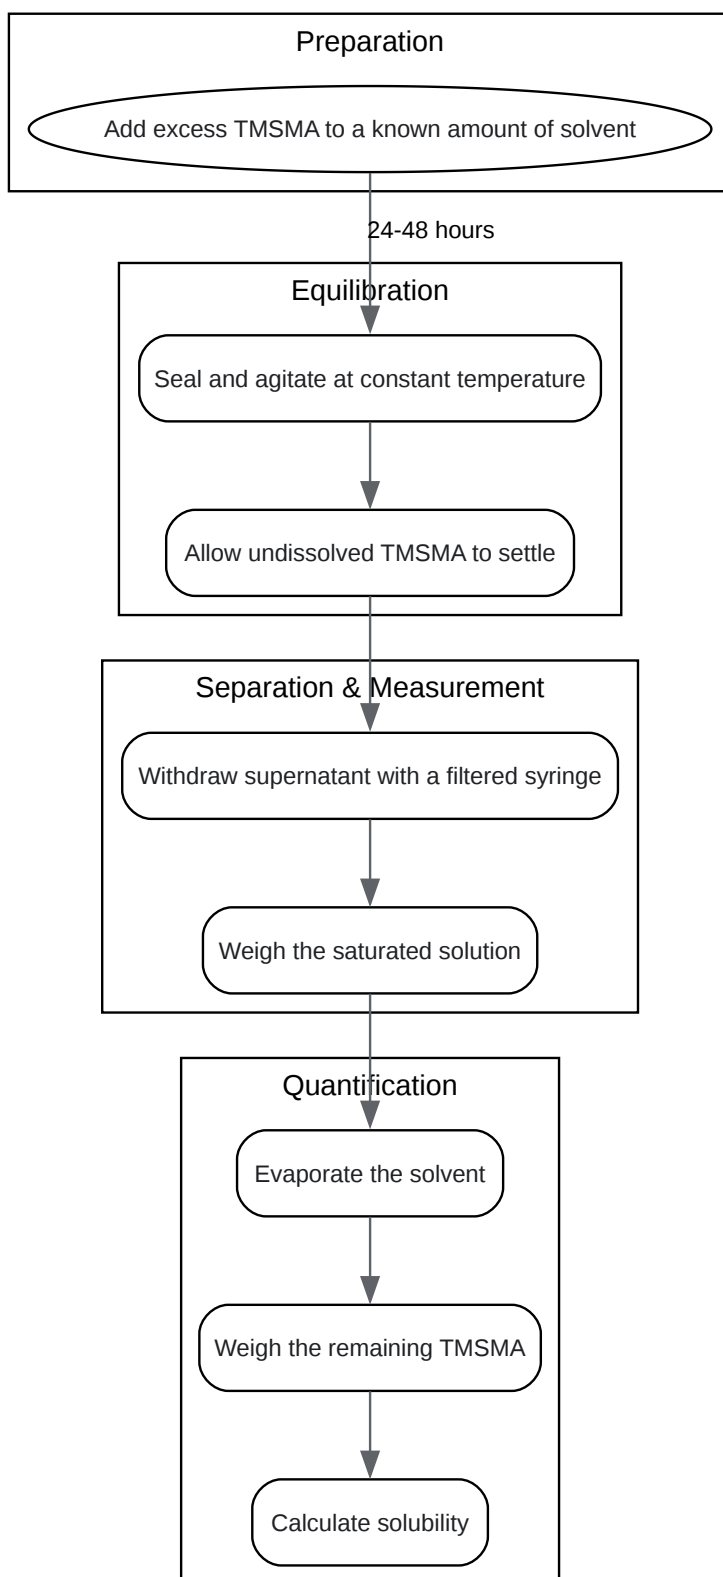 Preparation
Add excess TMSMA to a known amount of solvent
24-48 hours
Equilibration
Seal and agitate at constant temperature
Allow undissolved TMSMA to settle
Separation & Measurement
Withdraw supernatant with a filtered syringe
Weigh the saturated solution
Quantification
Evaporate the solvent
Weigh the remaining TMSMA
Calculate solubility